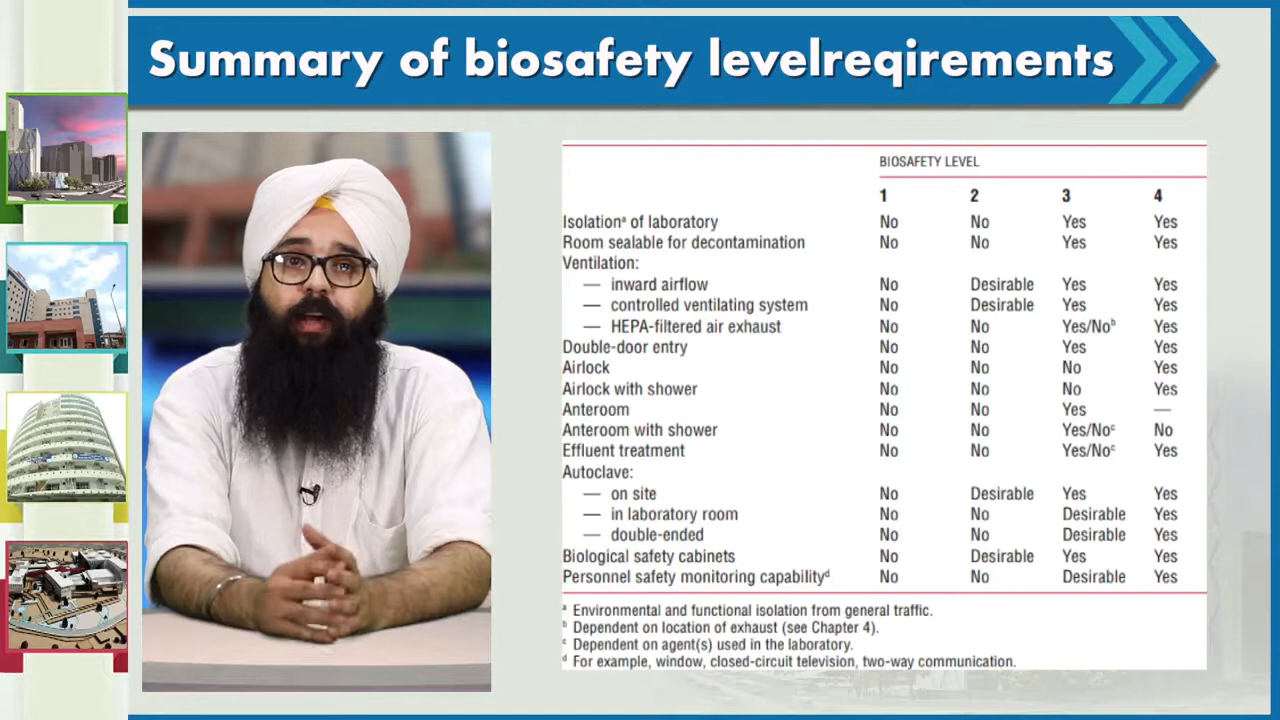 Summary of biosafety levelreqirements
BIOSAFETY LEVEL
1 2 3 4
Isolationᵃ of laboratory No No Yes Yes
Room sealable for decontamination No No Yes Yes
Ventilation:
— inward airflow No Desirable Yes Yes
— controlled ventilating system No Desirable Yes Yes
— HEPA-filtered air exhaust No No Yes/Noᵇ Yes
Double-door entry No No Yes Yes
Airlock No No No Yes
Airlock with shower No No No Yes
Anteroom No No Yes —
Anteroom with shower No No Yes/Noᶜ No
Effluent treatment No No Yes/Noᶜ Yes
Autoclave:
— on site No Desirable Yes Yes
— in laboratory room No No Desirable Yes
— double-ended No No Desirable Yes
Biological safety cabinets No Desirable Yes Yes
Personnel safety monitoring capabilityᵈ No No Desirable Yes
ᵃ Environmental and functional isolation from general traffic.
ᵇ Dependent on location of exhaust (see Chapter 4).
ᶜ Dependent on agent(s) used in the laboratory.
ᵈ For example, window, closed-circuit television, two-way communication.